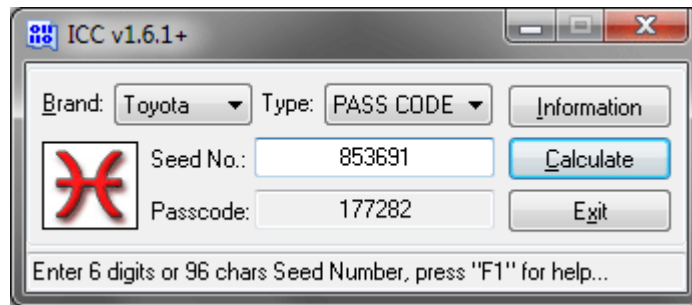 ICC v1.6.1+
Brand: Toyota Type: PASS CODE Information
Seed No.: 853691 Calculate
Passcode: 177282 Exit
Enter 6 digits or 96 chars Seed Number, press "F1" for help...